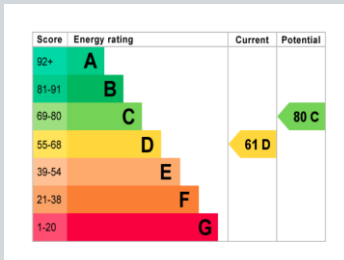 Score Energy rating Current Potential
92+ A
81-91 B
69-80 C 80 C
55-68 D 61 D
39-54 E
21-38 F
1-20 G